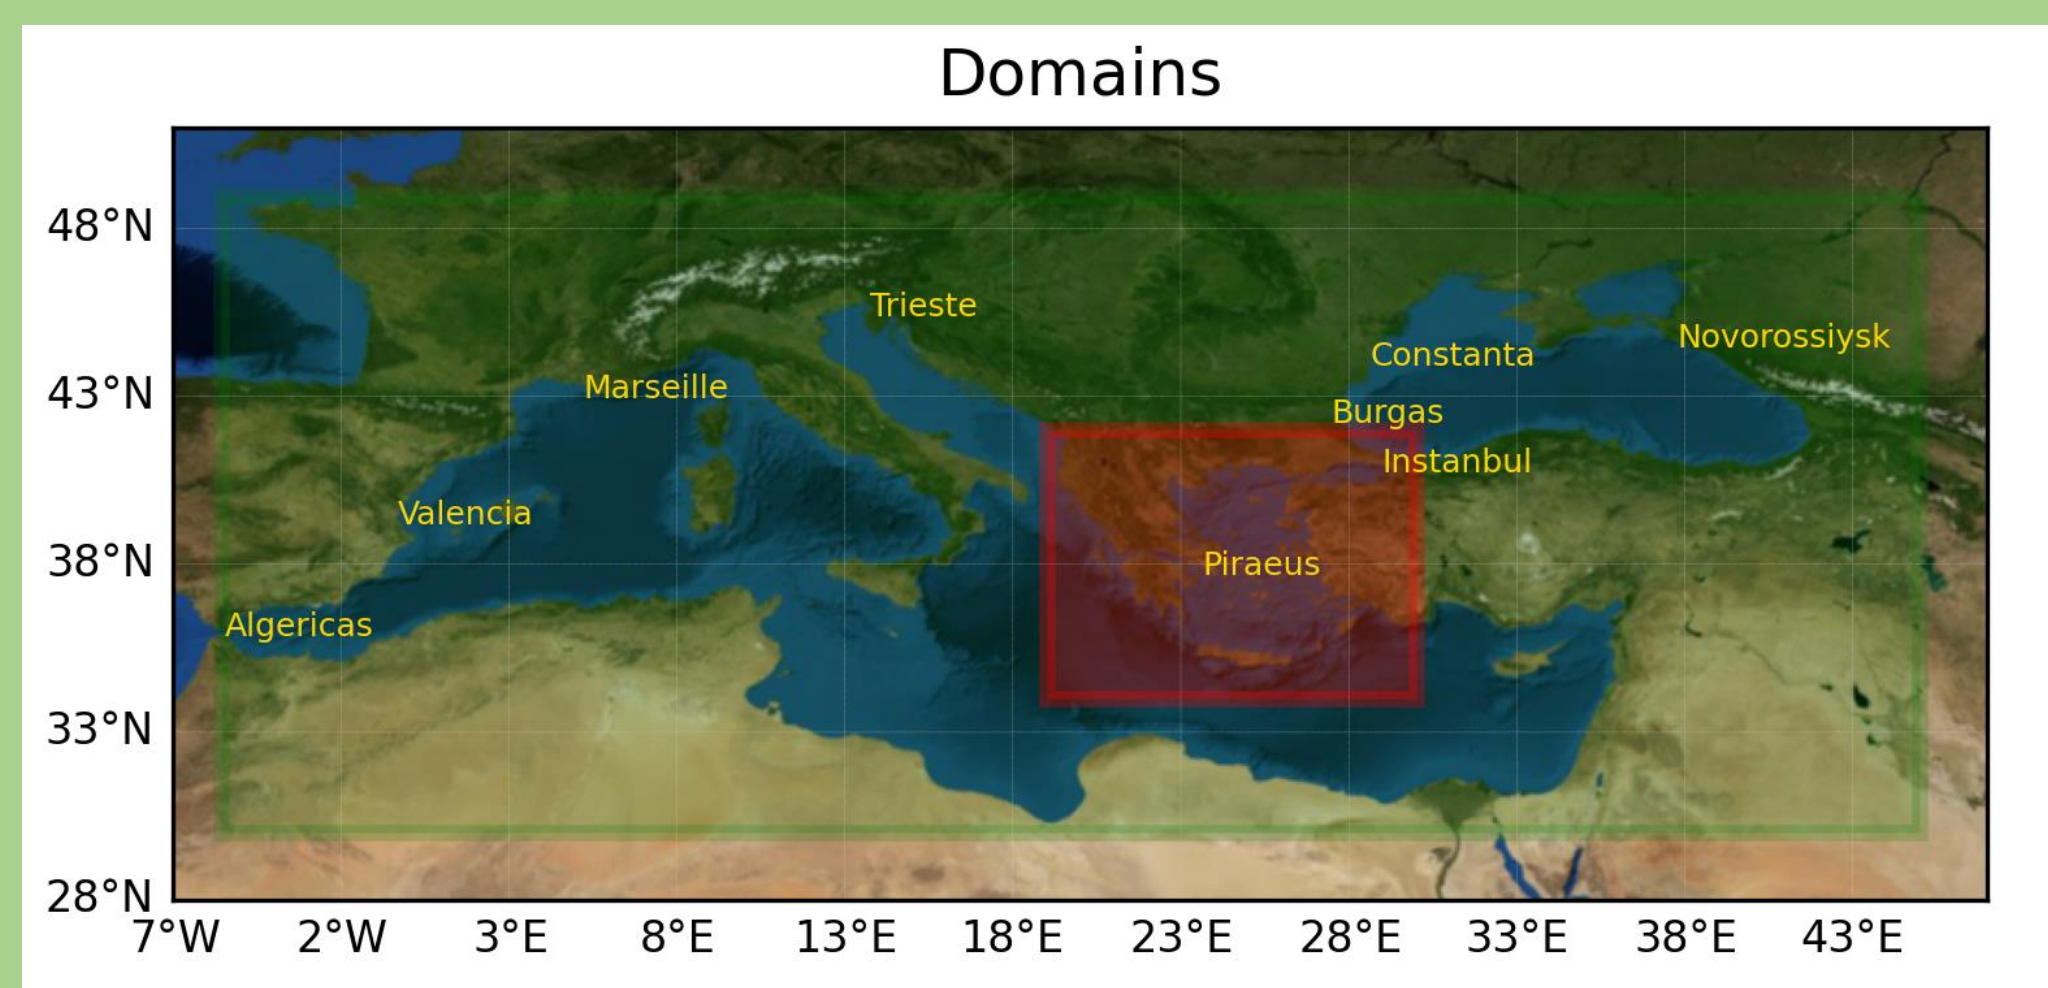 Domains
48°N
Trieste
Novorossiysk
Constanta
43°N
Marseille
Burgas
Instanbul
Valencia
38°N
Piraeus
Algericas
33°N
28°N
7°W 2°W 3°E 8°E 13°E 18°E 23°E 28°E 33°E 38°E 43°E